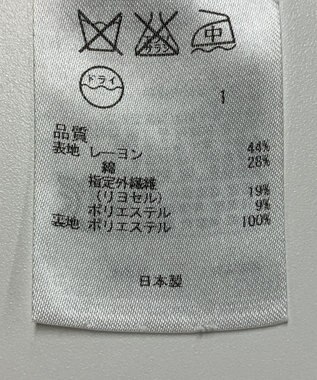 エンソ
サラシ
中
ドライ
1
品質
表地 レーヨン 44%
綿 28%
指定外繊維
(リヨセル) 19%
ポリエステル 9%
裏地 ポリエステル 100%
日本製